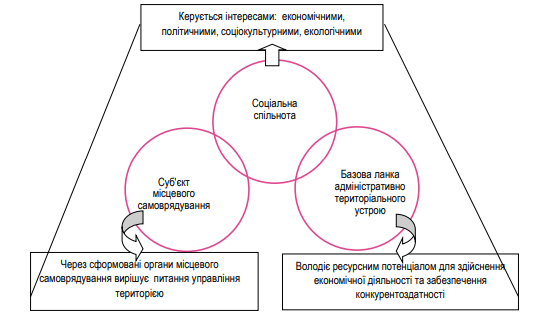 Керується інтересами: економічними,
політичними, соціокультурними, екологічними
Соціальна
спільнота
Суб'єкт
місцевого
самоврядування
Базова ланка
адміністративно
територіального
устрою
Через сформовані органи місцевого
самоврядування вирішує питання управління
територією
Володіє ресурсним потенціалом для здійснення
економічної діяльності та забезпечення
конкурентоздатності